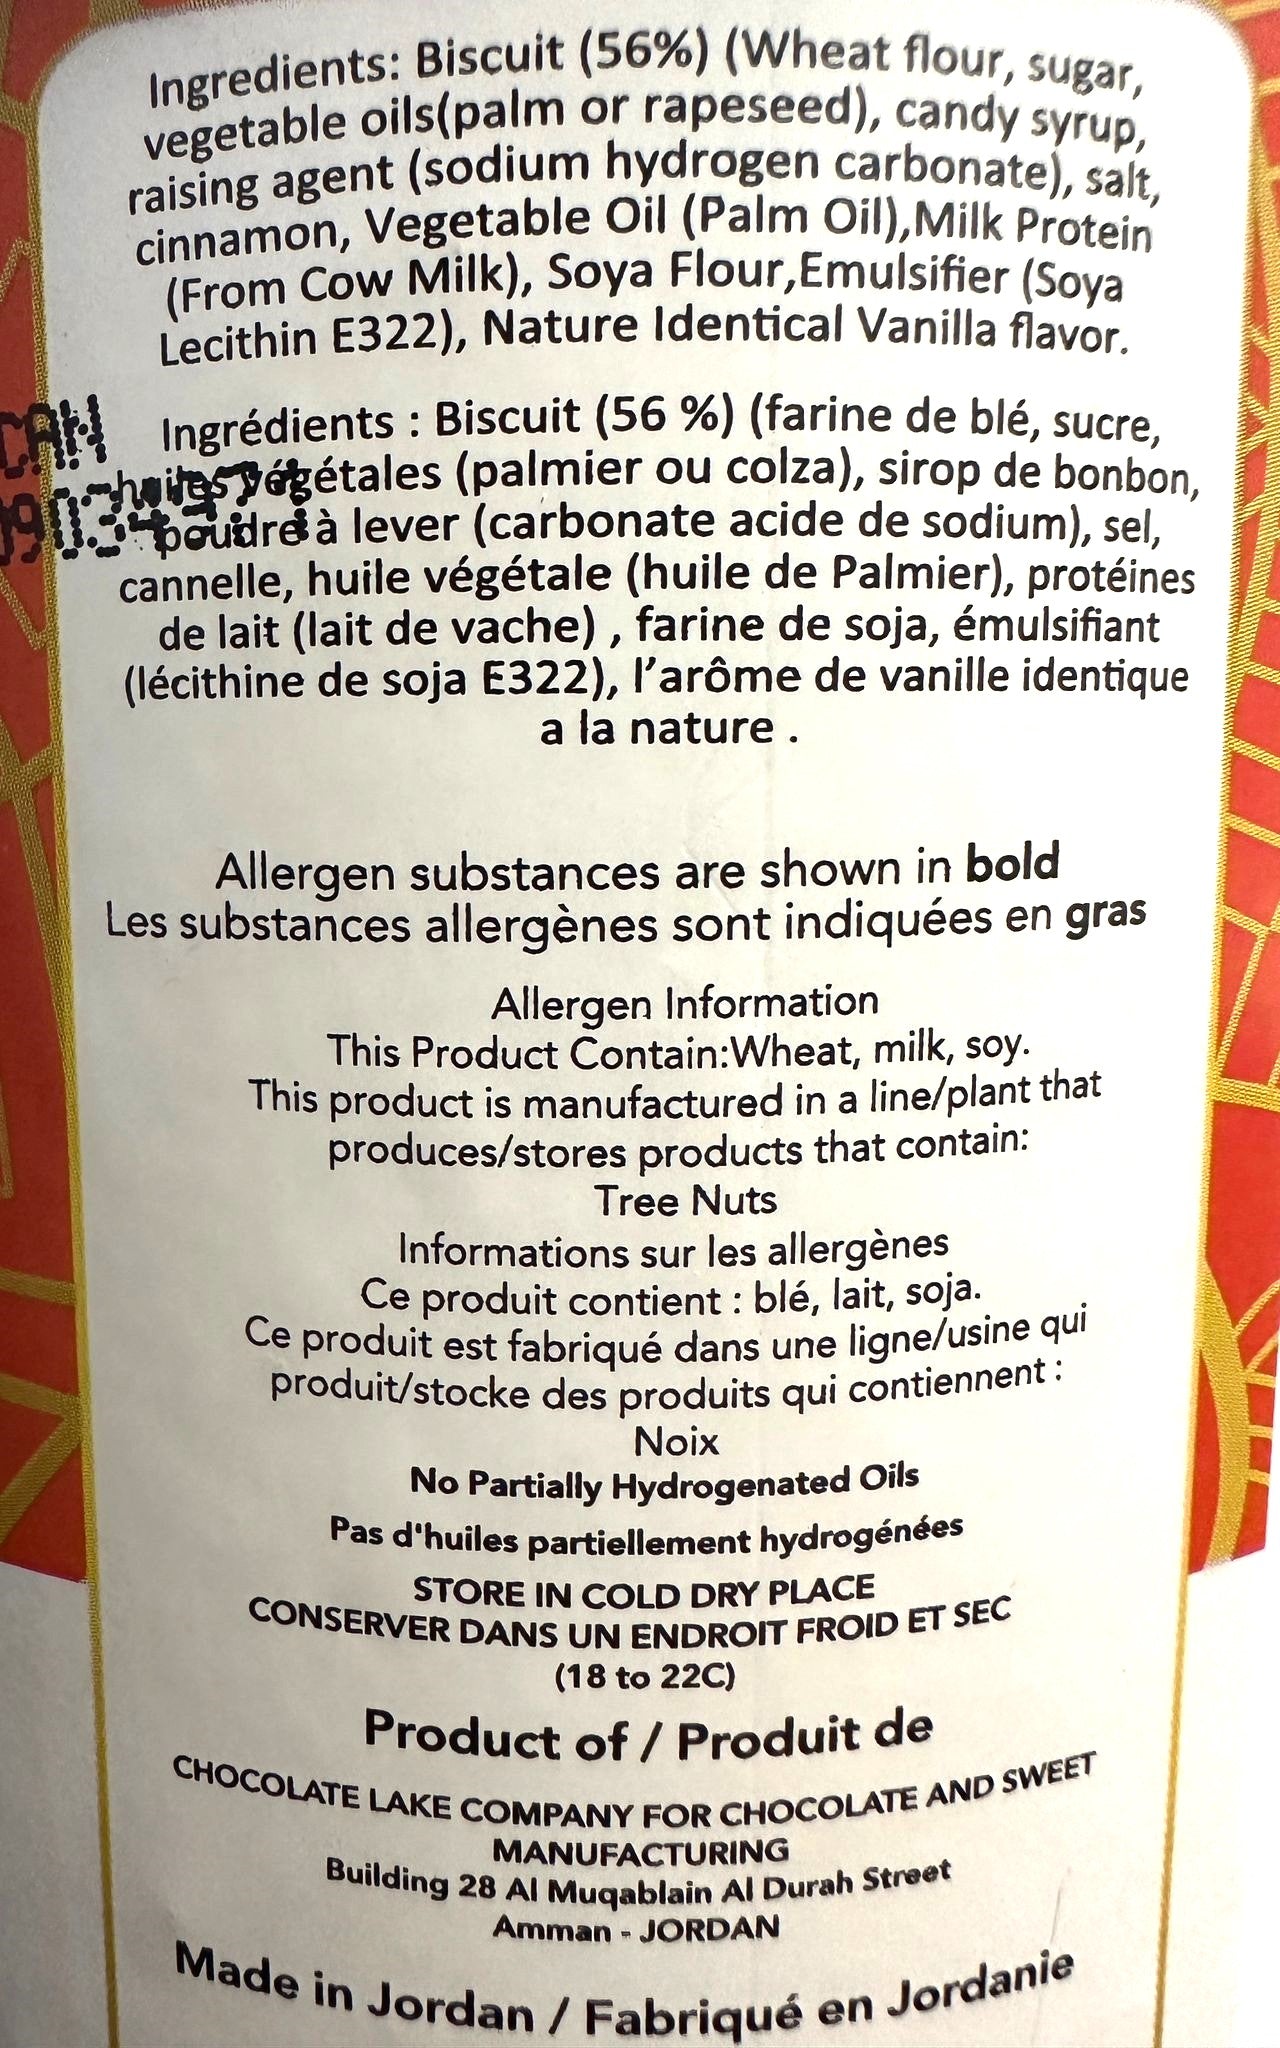 Ingredients: Biscuit (56%) (Wheat flour, sugar,
vegetable oils(palm or rapeseed), candy syrup,
raising agent (sodium hydrogen carbonate), salt,
cinnamon, Vegetable Oil (Palm Oil),Milk Protein
(From Cow Milk), Soya Flour,Emulsifier (Soya
Lecithin E322), Nature Identical Vanilla flavor.
CAM
Ingrédients : Biscuit (56 %) (farine de blé, sucre,
huiles végétales (palmier ou colza), sirop de bonbon,
poudre à lever (carbonate acide de sodium), sel,
cannelle, huile végétale (huile de Palmier), protéines
de lait (lait de vache) , farine de soja, émulsifiant
(lécithine de soja E322), l'arôme de vanille identique
a la nature .
Allergen substances are shown in bold
Les substances allergènes sont indiquées en gras
Allergen Information
This Product Contain:Wheat, milk, soy.
This product is manufactured in a line/plant that
produces/stores products that contain:
Tree Nuts
Informations sur les allergènes
Ce produit contient : blé, lait, soja.
Ce produit est fabriqué dans une ligne/usine qui
produit/stocke des produits qui contiennent :
Noix
No Partially Hydrogenated Oils
Pas d'huiles partiellement hydrogénées
STORE IN COLD DRY PLACE
CONSERVER DANS UN ENDROIT FROID ET SEC
(18 to 22C)
Product of / Produit de
CHOCOLATE LAKE COMPANY FOR CHOCOLATE AND SWEET
MANUFACTURING
Building 28 Al Muqablain Al Durah Street
Amman - JORDAN
Made in Jordan / Fabriqué en Jordanie